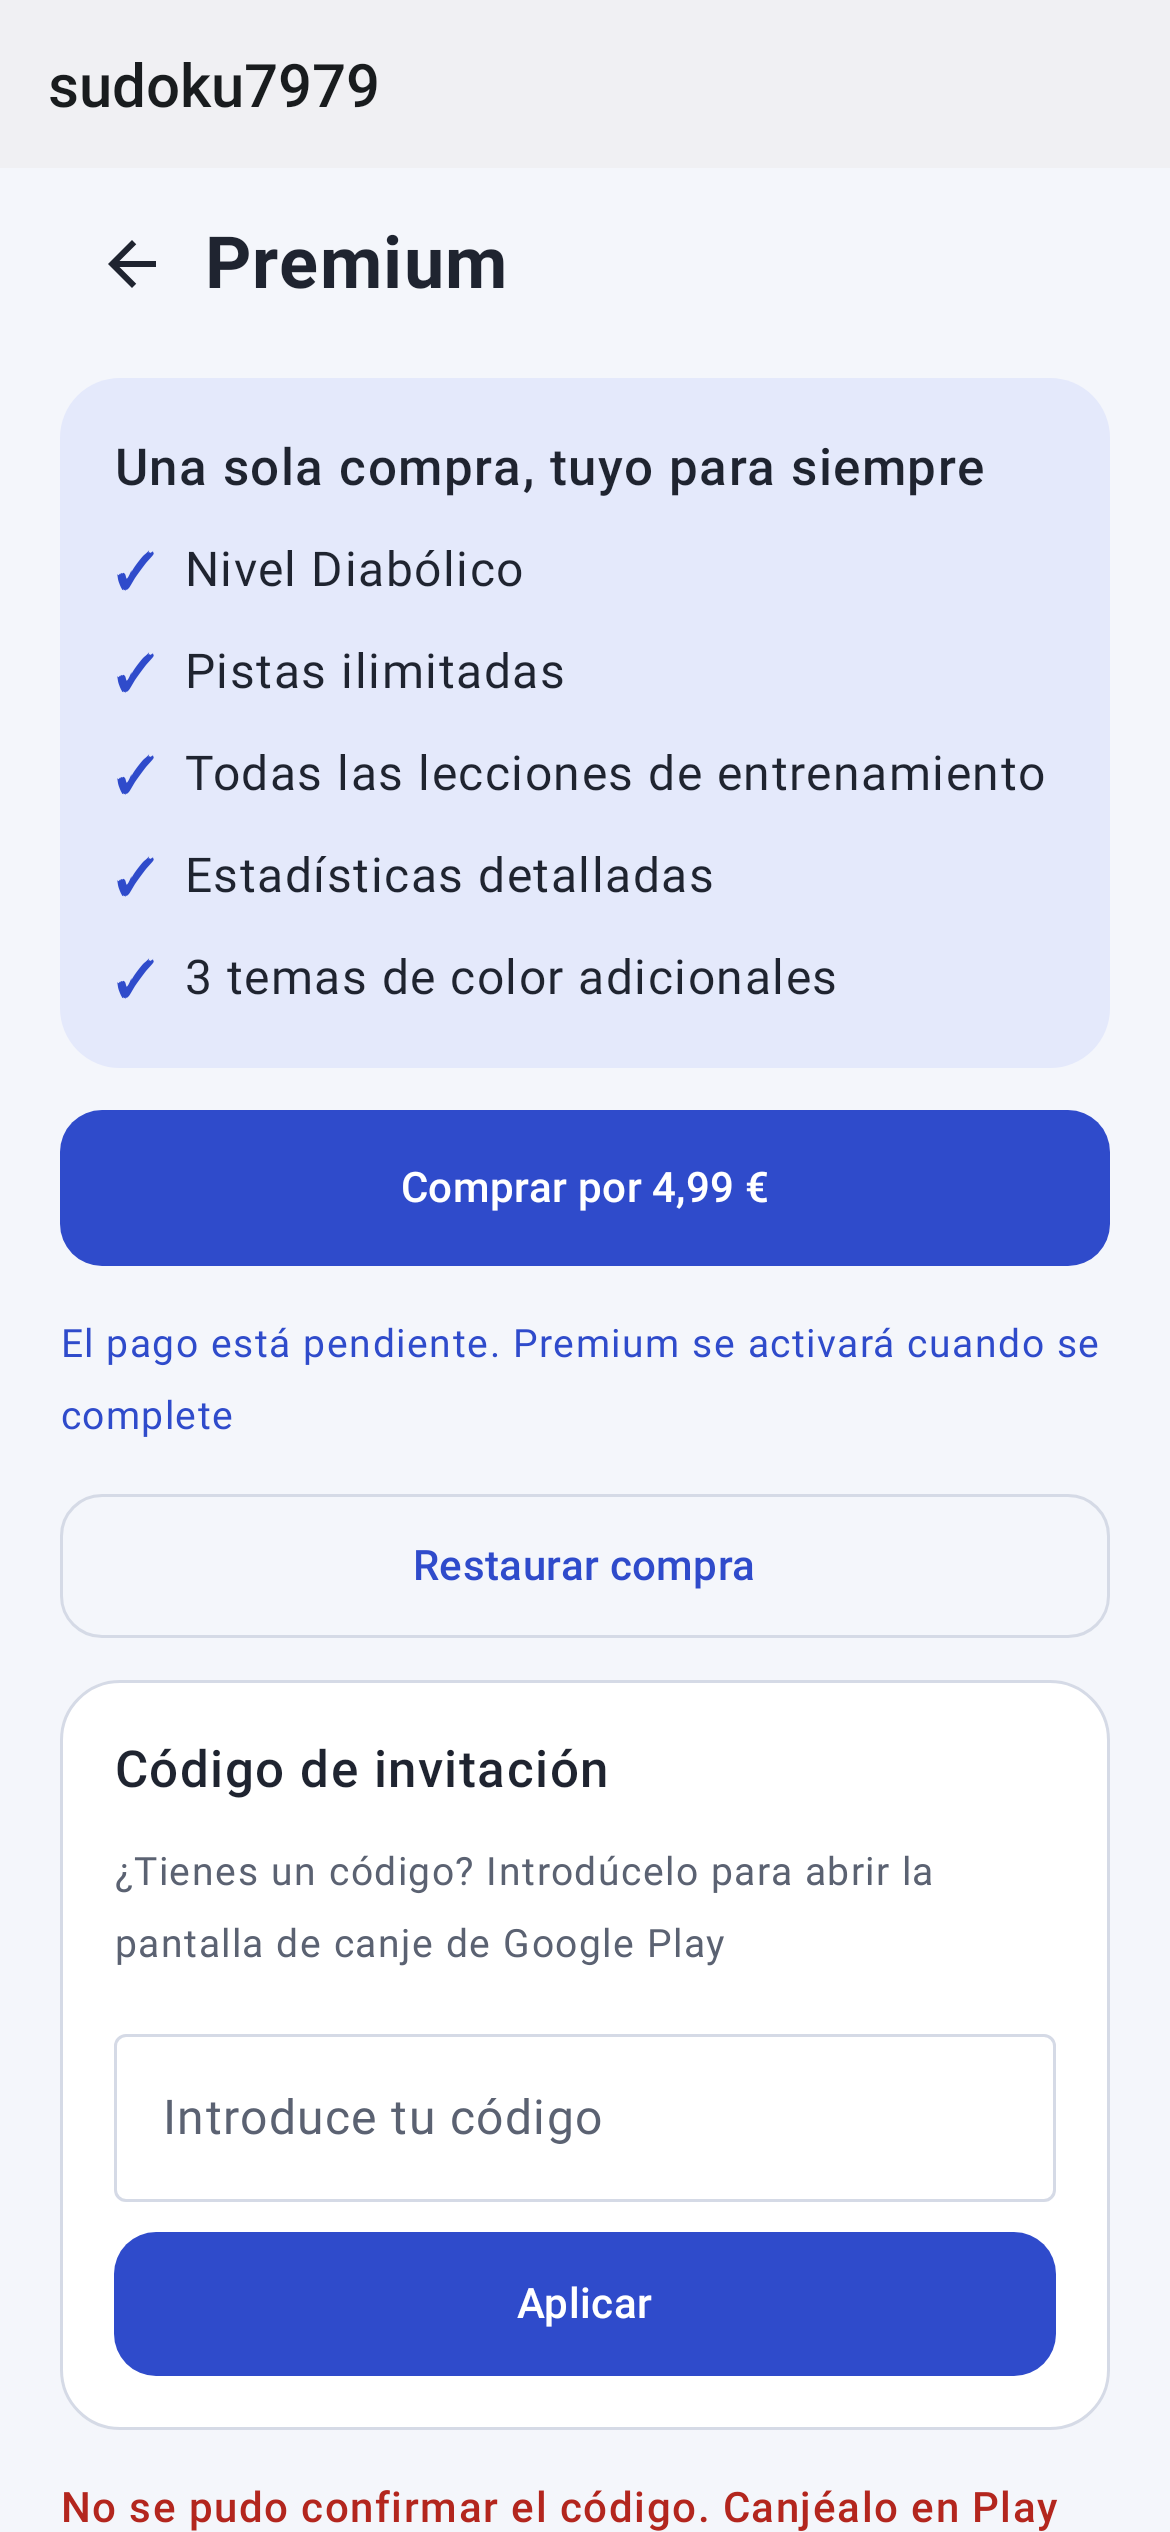 sudoku7979
Premium
Una sola compra, tuyo para siempre
✓ Nivel Diabólico
✓ Pistas ilimitadas
✓ Todas las lecciones de entrenamiento
✓ Estadísticas detalladas
✓ 3 temas de color adicionales
Comprar por 4,99 €
El pago está pendiente. Premium se activará cuando se
complete
Restaurar compra
Código de invitación
¿Tienes un código? Introdúcelo para abrir la
pantalla de canje de Google Play
Introduce tu código
Aplicar
No se pudo confirmar el código. Canjéalo en Play